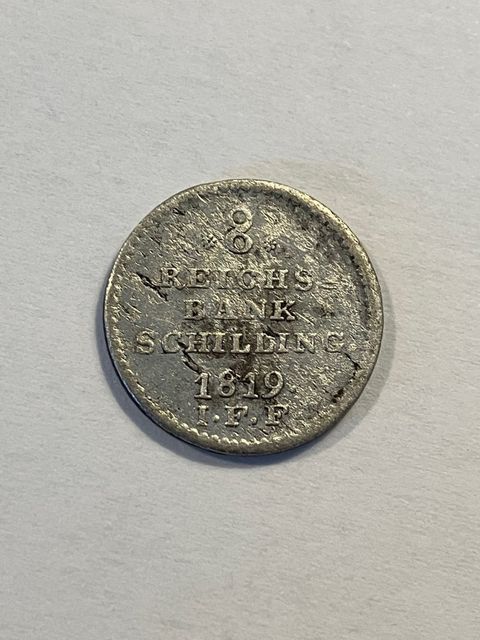 8
REICHS-
BANK
SCHILLING
1819
I.F.F